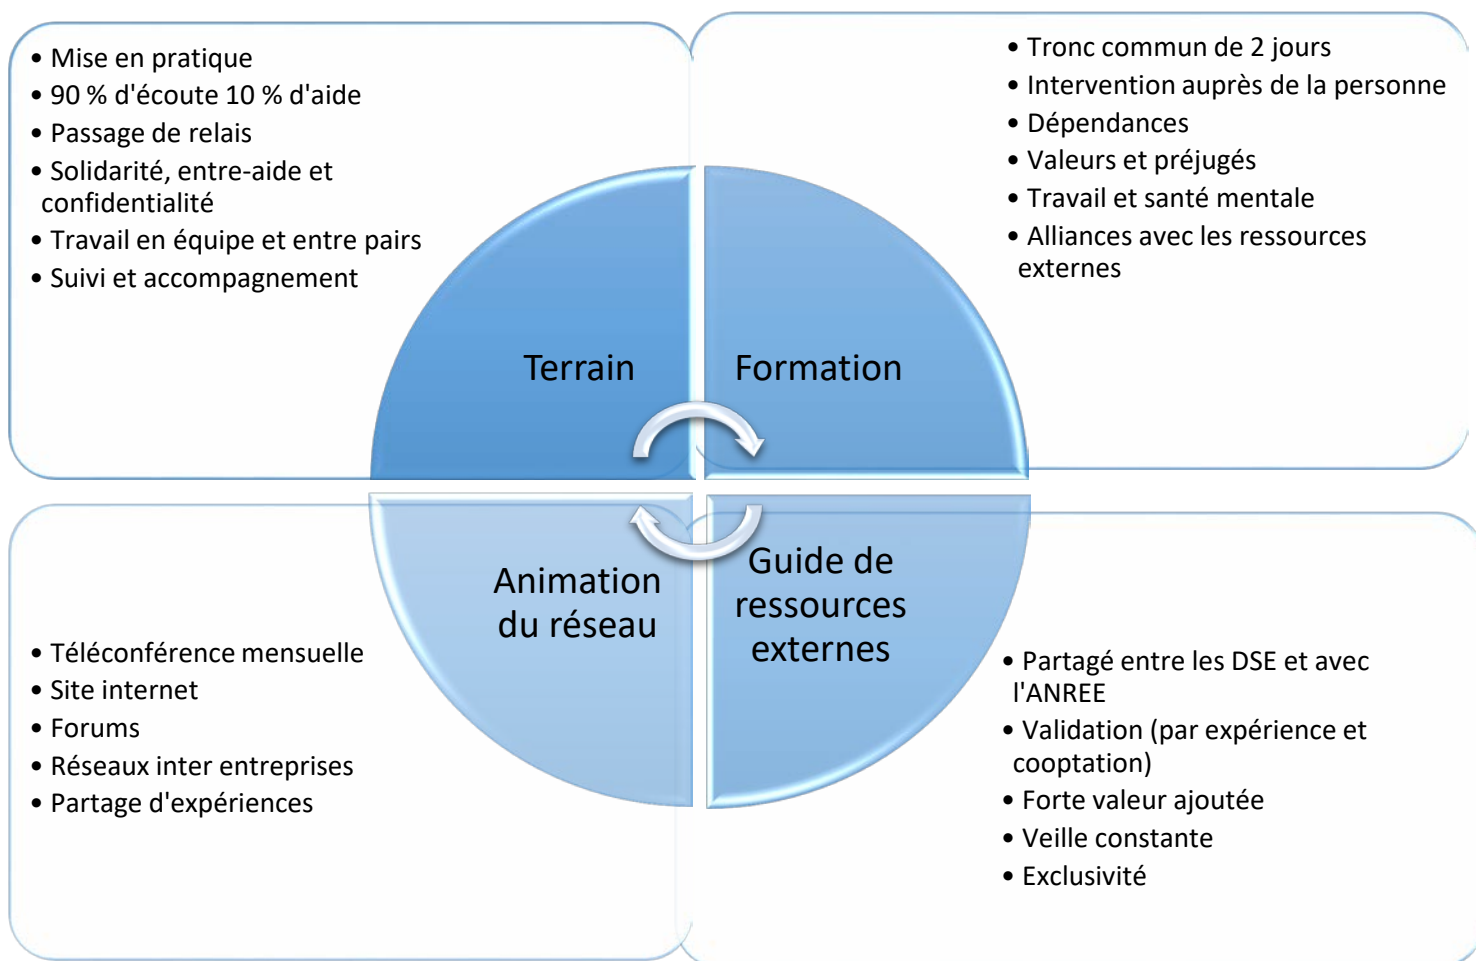 • Mise en pratique
• 90 % d'écoute 10 % d'aide
• Passage de relais
• Solidarité, entre-aide et
confidentialité
• Travail en équipe et entre pairs
• Suivi et accompagnement
• Tronc commun de 2 jours
• Intervention auprès de la personne
• Dépendances
• Valeurs et préjugés
• Travail et santé mentale
• Alliances avec les ressources
externes
Terrain
Formation
Animation
du réseau
Guide de
ressources
externes
• Téléconférence mensuelle
• Site internet
• Forums
• Réseaux inter entreprises
• Partage d'expériences
• Partagé entre les DSE et avec
l'ANREE
• Validation (par expérience et
cooptation)
• Forte valeur ajoutée
• Veille constante
• Exclusivité